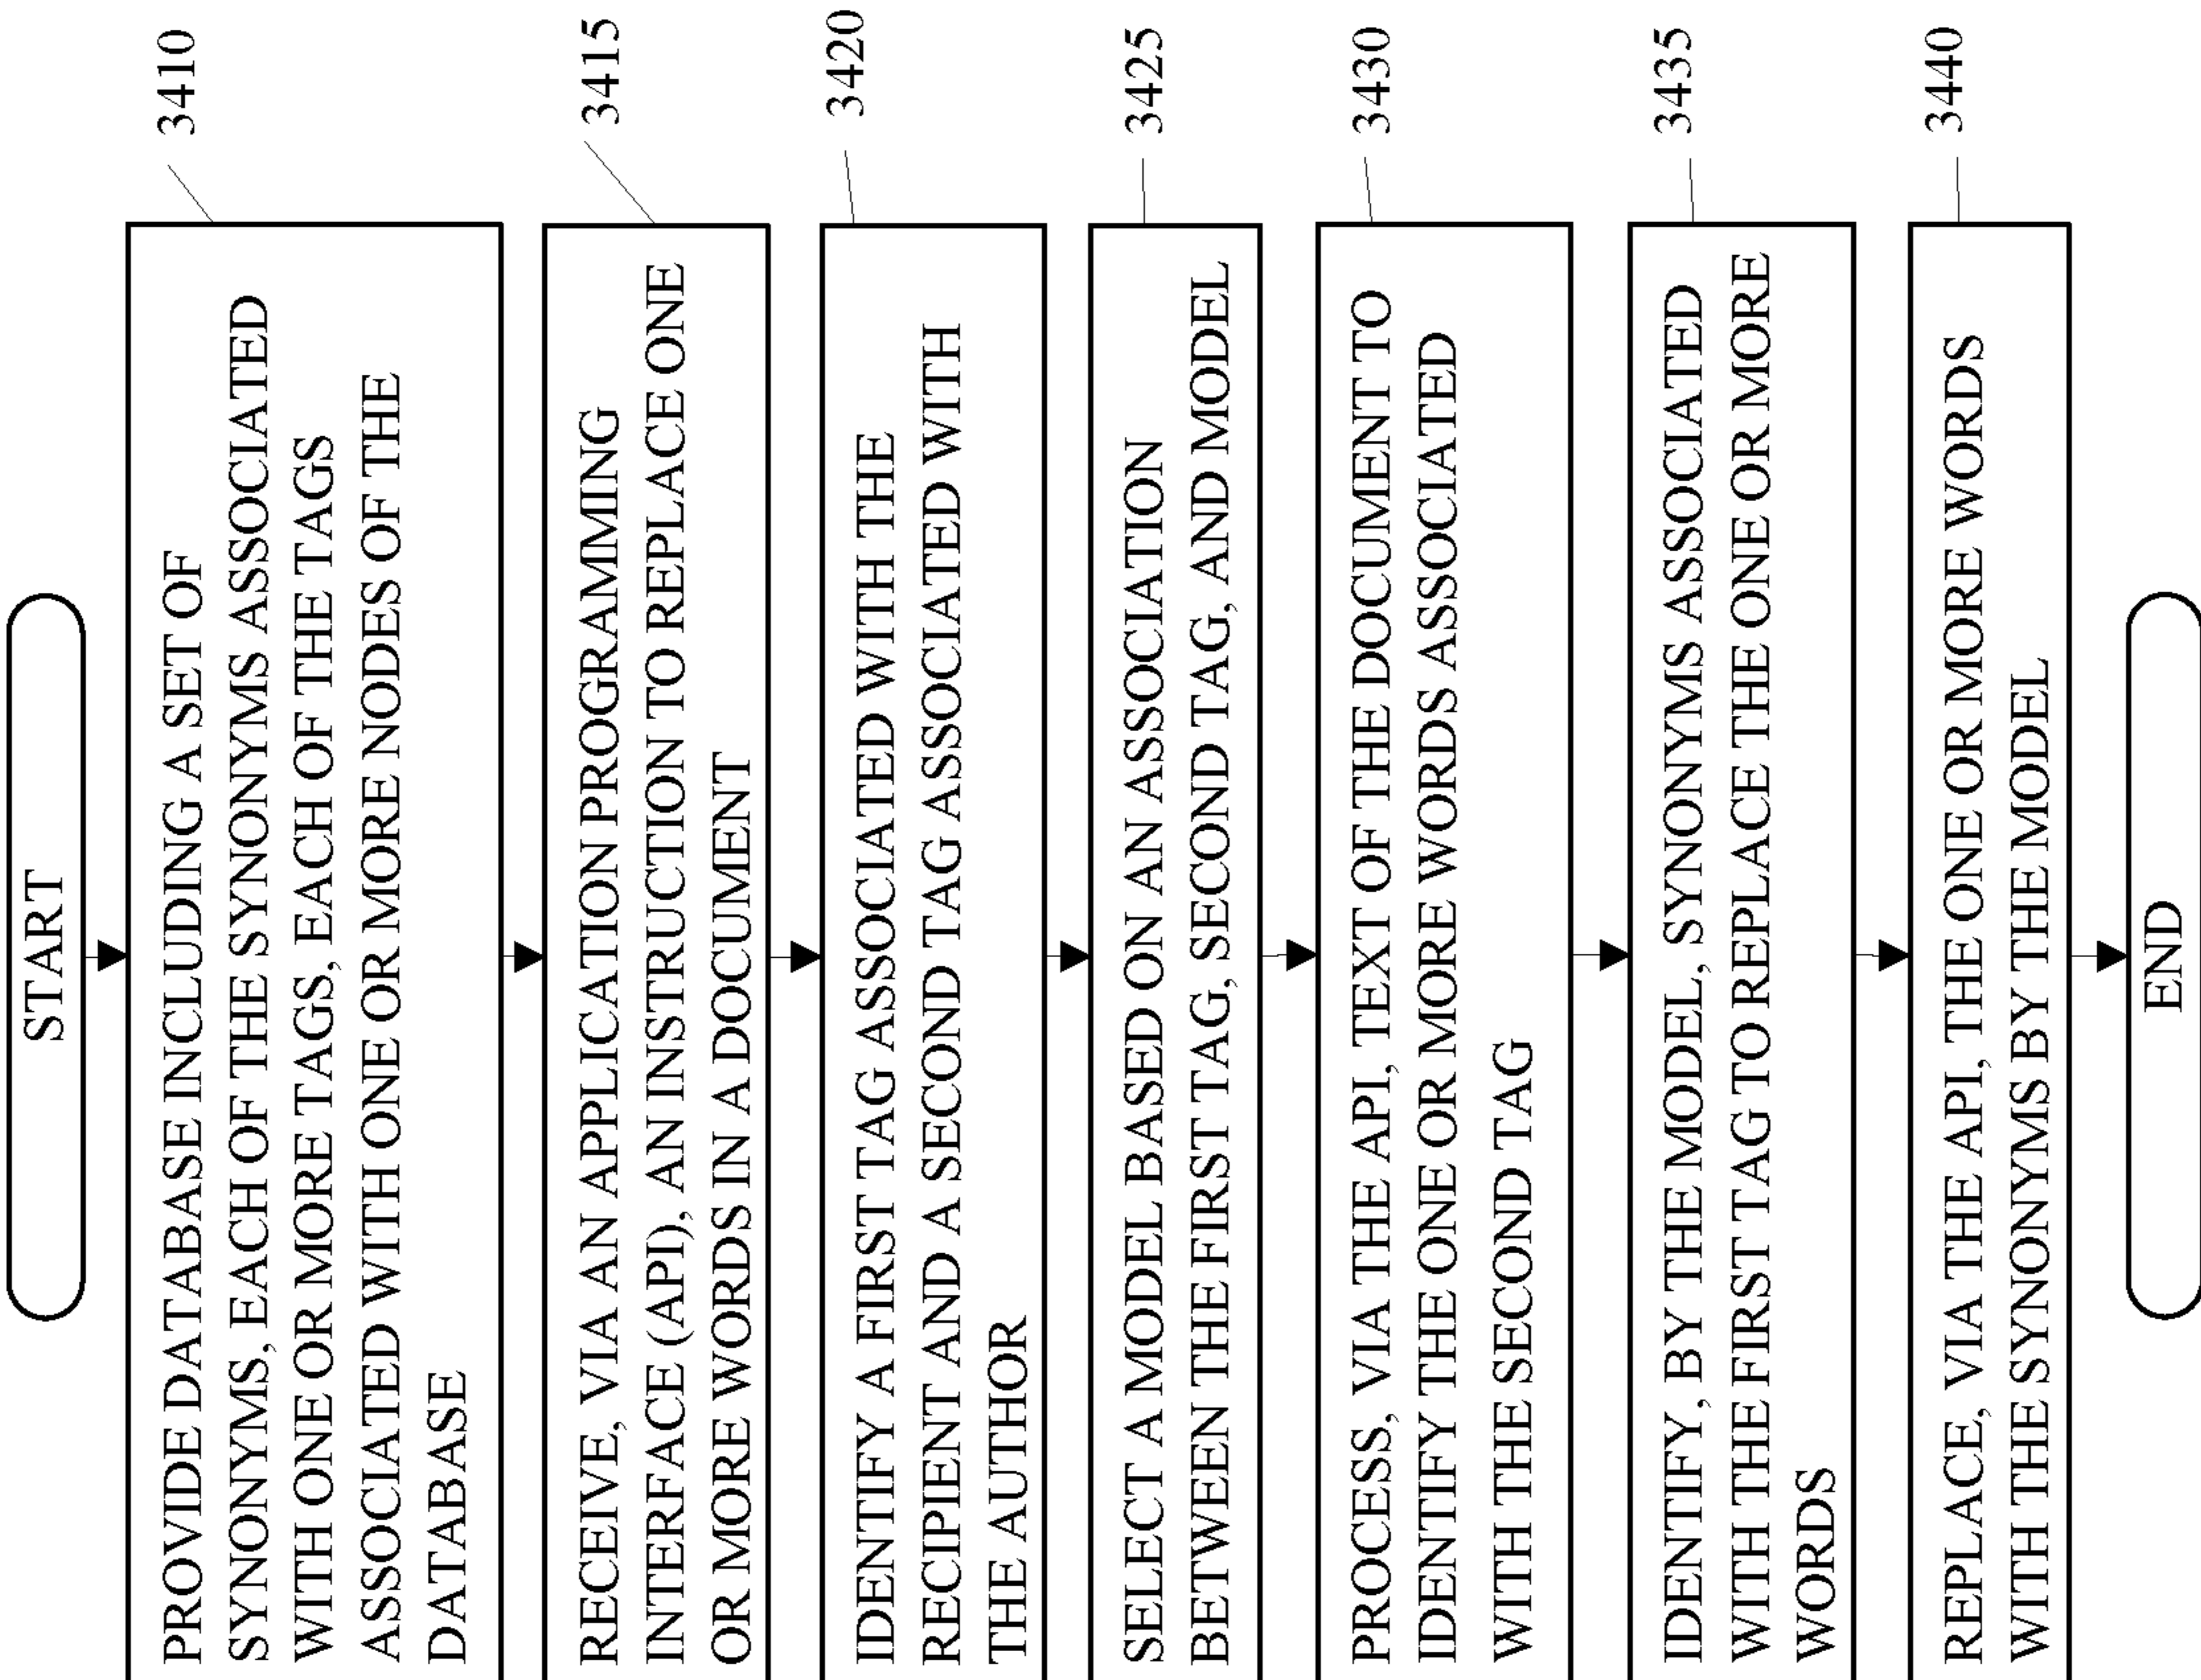 START
PROVIDE DATABASE INCLUDING A SET OF
SYNONYMS, EACH OF THE SYNONYMS ASSOCIATED
WITH ONE OR MORE TAGS, EACH OF THE TAGS
ASSOCIATED WITH ONE OR MORE NODES OF THE
DATABASE
3410
RECEIVE, VIA AN APPLICATION PROGRAMMING
INTERFACE (API), AN INSTRUCTION TO REPLACE ONE
OR MORE WORDS IN A DOCUMENT
3415
IDENTIFY A FIRST TAG ASSOCIATED WITH THE
RECIPIENT AND A SECOND TAG ASSOCIATED WITH
THE AUTHOR
3420
SELECT A MODEL BASED ON AN ASSOCIATION
BETWEEN THE FIRST TAG, SECOND TAG, AND MODEL
3425
PROCESS, VIA THE API, TEXT OF THE DOCUMENT TO
IDENTIFY THE ONE OR MORE WORDS ASSOCIATED
WITH THE SECOND TAG
3430
IDENTIFY, BY THE MODEL, SYNONYMS ASSOCIATED
WITH THE FIRST TAG TO REPLACE THE ONE OR MORE
WORDS
3435
REPLACE, VIA THE API, THE ONE OR MORE WORDS
WITH THE SYNONYMS BY THE MODEL
3440
END